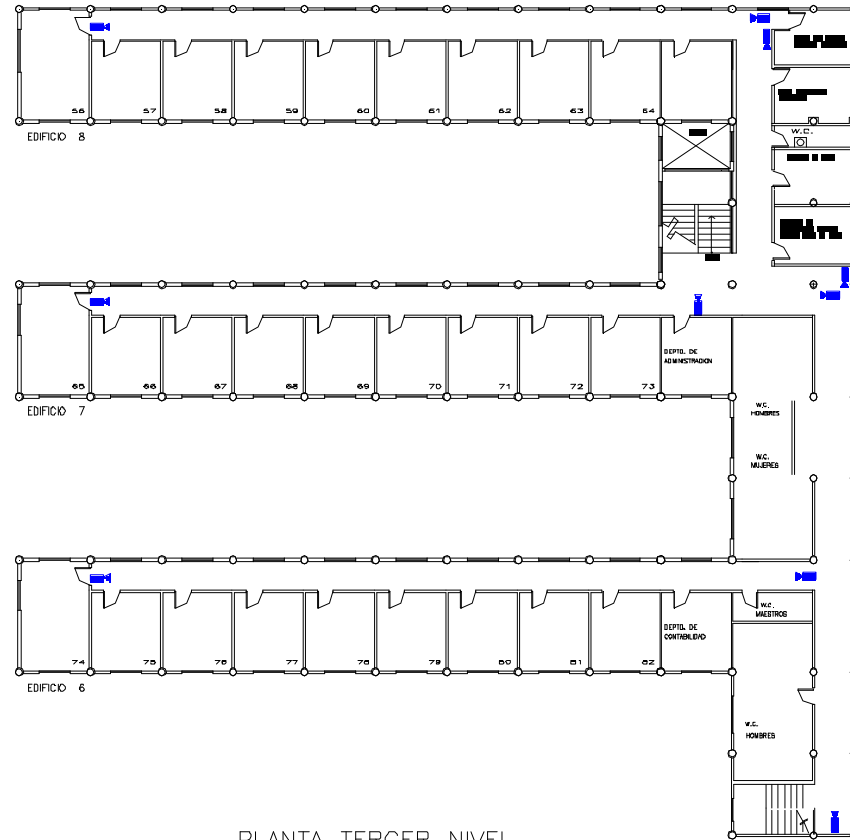 56 57 58 59 60 61 62 63 64
W.C.
EDIFICIO 8
DEPTO. DE
ADMINISTRACION
65 66 67 68 69 70 71 72 73
EDIFICIO 7
W.C.
HOMBRES
W.C.
MUJERES
W.C.
MAESTROS
DEPTO. DE
CONTABILIDAD
74 75 76 77 78 79 80 81 82
EDIFICIO 6
W.C.
HOMBRES
PLANTA TERCER NIVEL